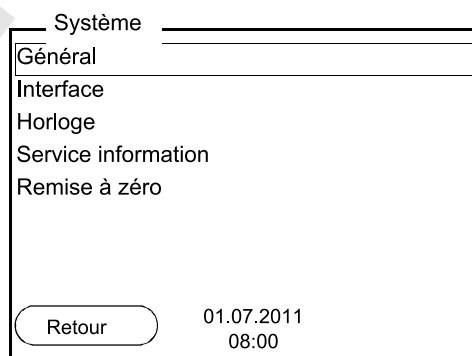 Système
Général
Interface
Horloge
Service information
Remise à zéro
Retour
01.07.2011
08:00